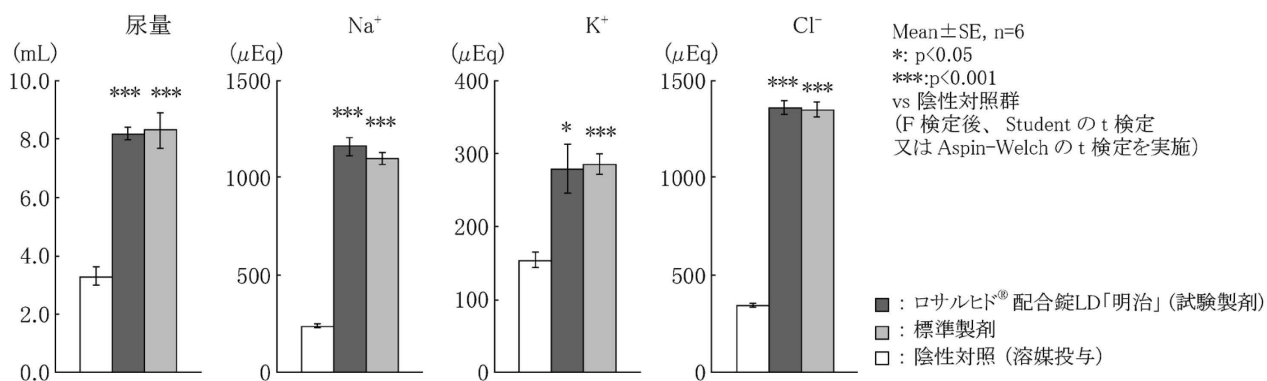 尿量
(mL)
10.0
8.0
6.0
4.0
2.0
0.0
*** ***
Na⁺
(μEq)
1500
1000
500
0
*** ***
K⁺
(μEq)
400
300
200
100
0
* ***
Cl⁻
(μEq)
1500
1000
500
0
*** ***
Mean±SE, n=6
*: p<0.05
***:p<0.001
vs 陰性対照群
(F 検定後、Student の t 検定
又は Aspin-Welch の t 検定を実施)
: ロサルヒド® 配合錠LD「明治」(試験製剤)
: 標準製剤
: 陰性対照 (溶媒投与)